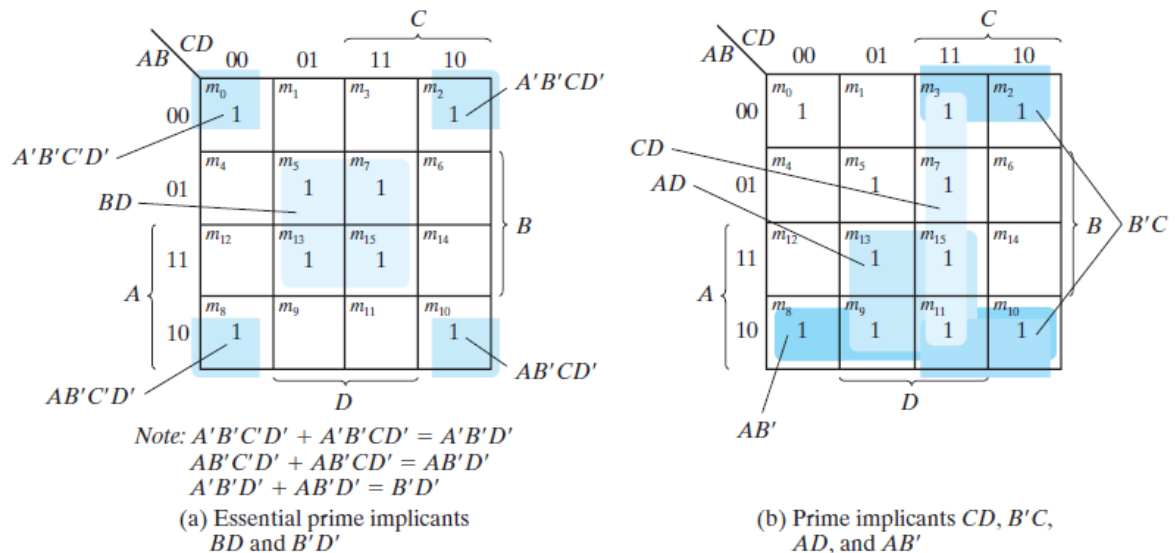 C
CD
AB
00 01 11 10
A'B'CD'
m0 m1 m3 m2
00 1 1
A'B'C'D'
m4 m5 m7 m6
01 1 1
BD
B
m12 m13 m15 m14
11 1 1
A
m8 m9 m11 m10
10 1 1
AB'CD'
AB'C'D'
D
Note: A'B'C'D' + A'B'CD' = A'B'D'
AB'C'D' + AB'CD' = AB'D'
A'B'D' + AB'D' = B'D'
(a) Essential prime implicants
BD and B'D'
C
CD
AB
00 01 11 10
m0 m1 m3 m2
00 1 1 1
CD
m4 m5 m7 m6
AD
01 1 1
B B'C
m12 m13 m15 m14
11 1 1
A
m8 m9 m11 m10
10 1 1 1 1
D
AB'
(b) Prime implicants CD, B'C,
AD, and AB'